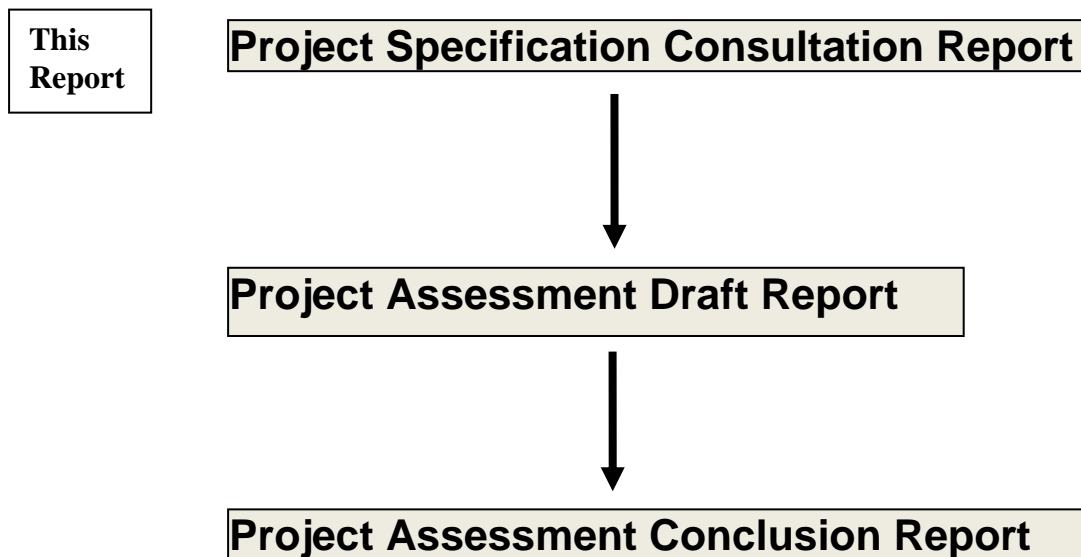 This
Report
Project Specification Consultation Report
Project Assessment Draft Report
Project Assessment Conclusion Report